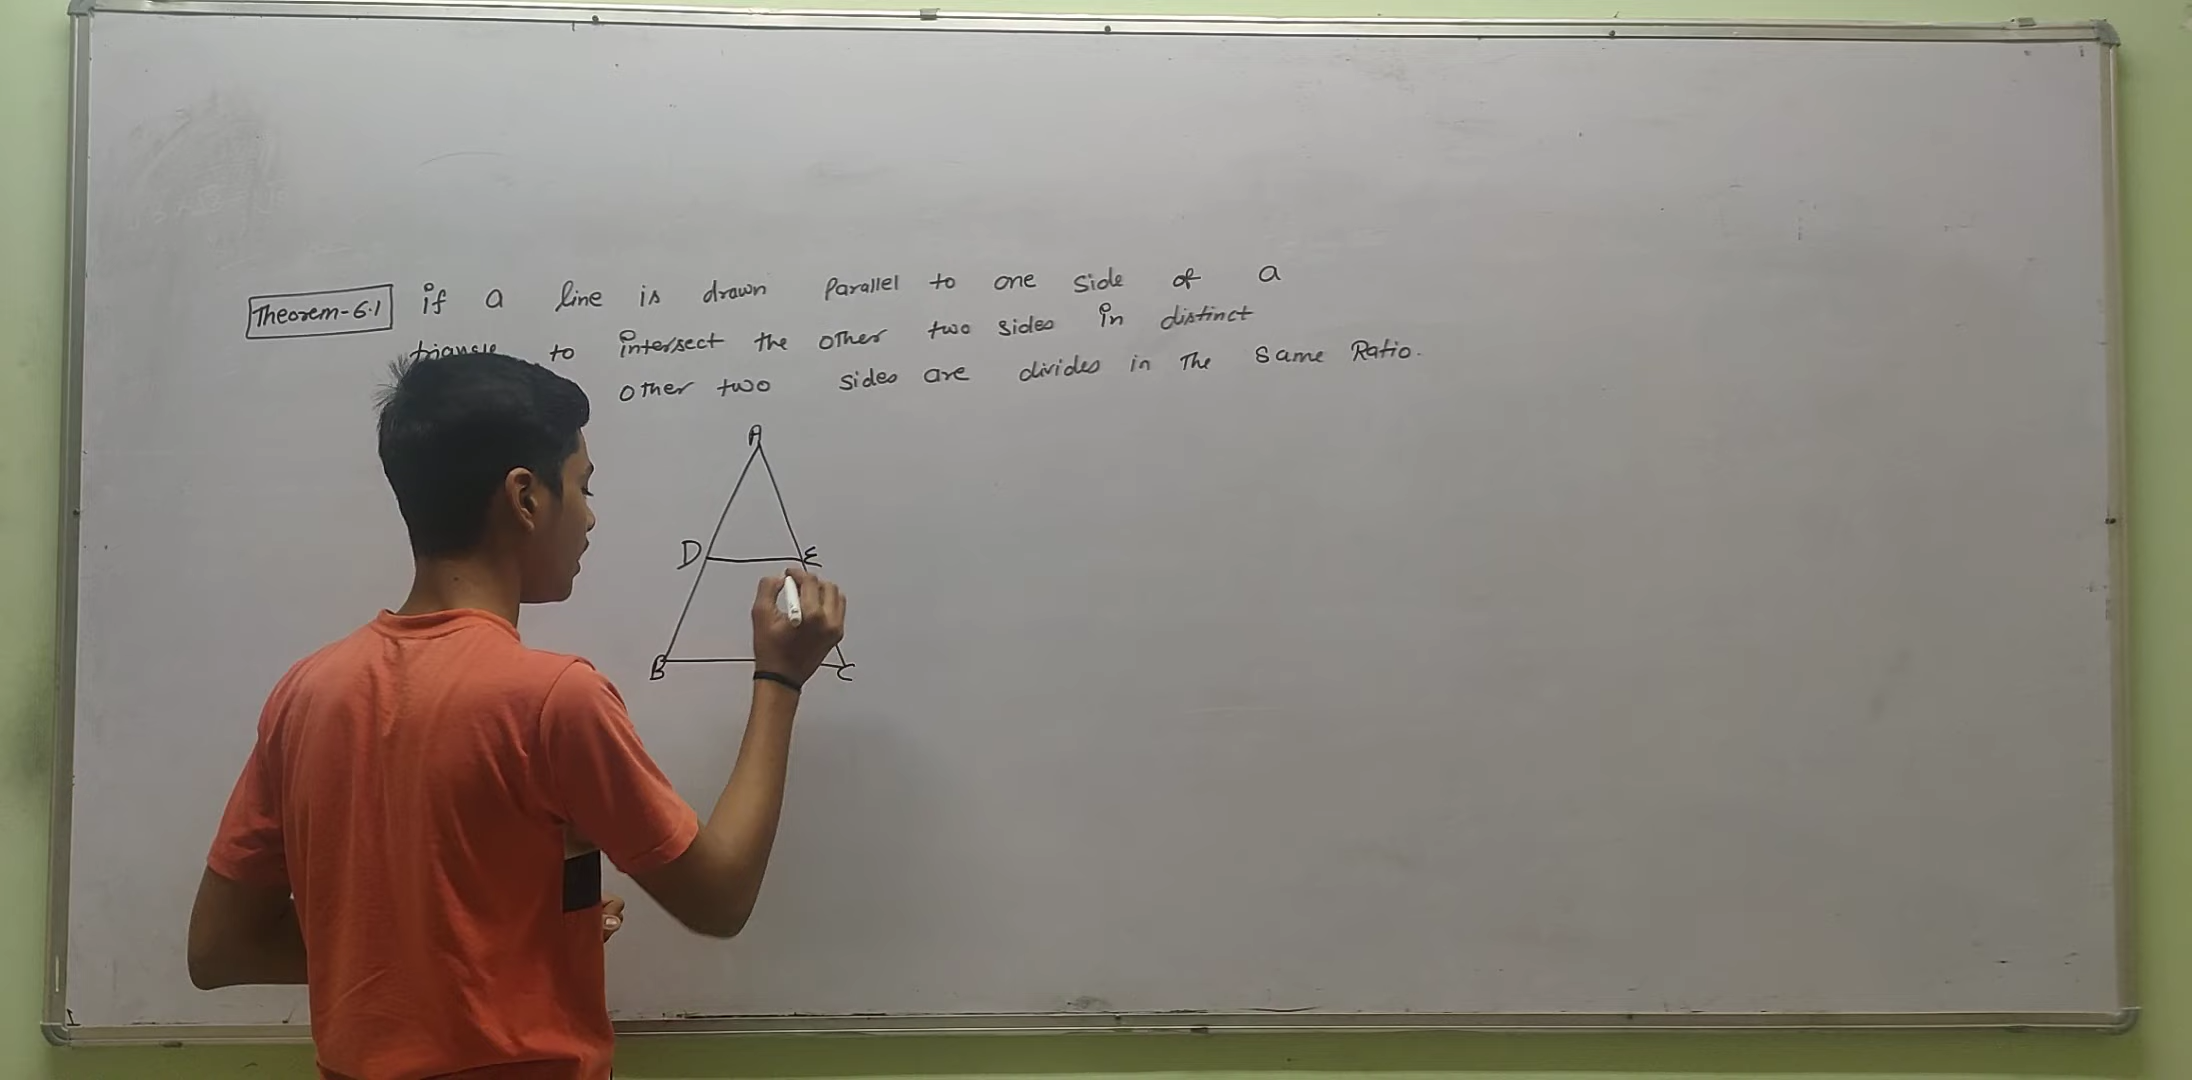 Theorem-6.1 if a line is drawn Parallel to one side of a
triangle to intersect the other two sides in distinct
other two sides are divides in The Same Ratio.
A
D E
B C